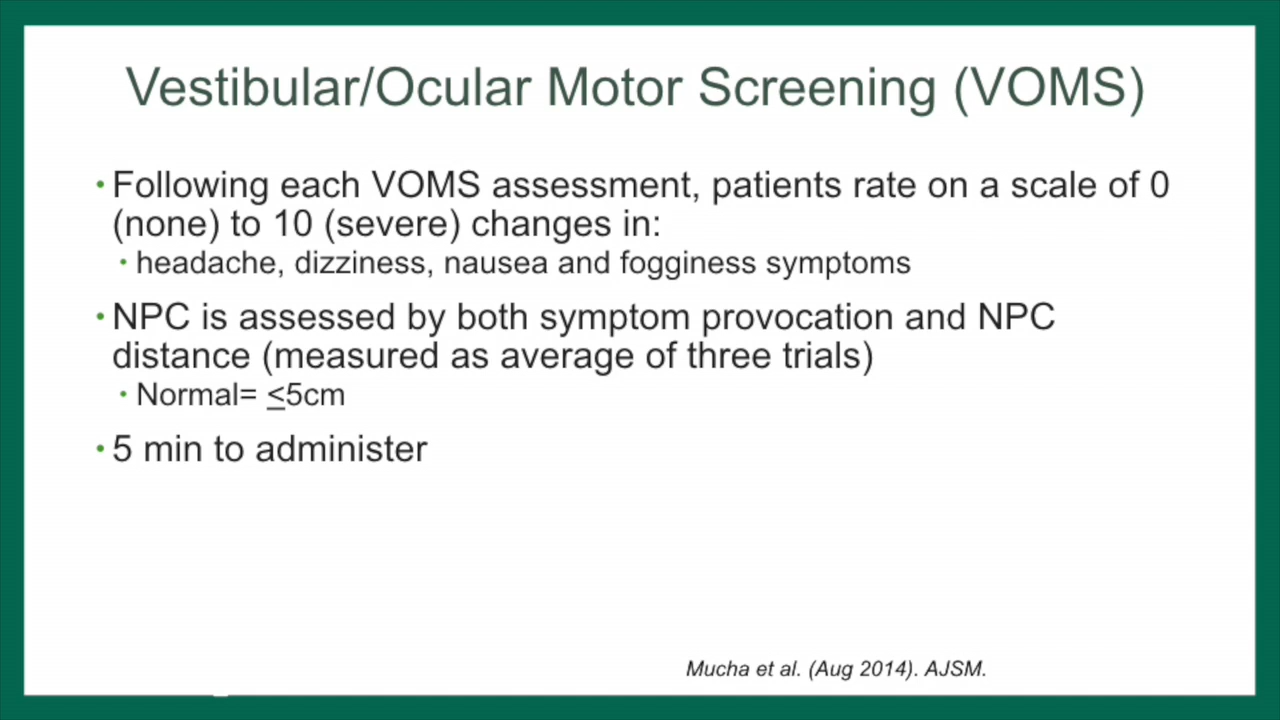 Vestibular/Ocular Motor Screening (VOMS)
• Following each VOMS assessment, patients rate on a scale of 0
(none) to 10 (severe) changes in:
• headache, dizziness, nausea and fogginess symptoms
• NPC is assessed by both symptom provocation and NPC
distance (measured as average of three trials)
• Normal= <5cm
• 5 min to administer
Mucha et al. (Aug 2014). AJSM.